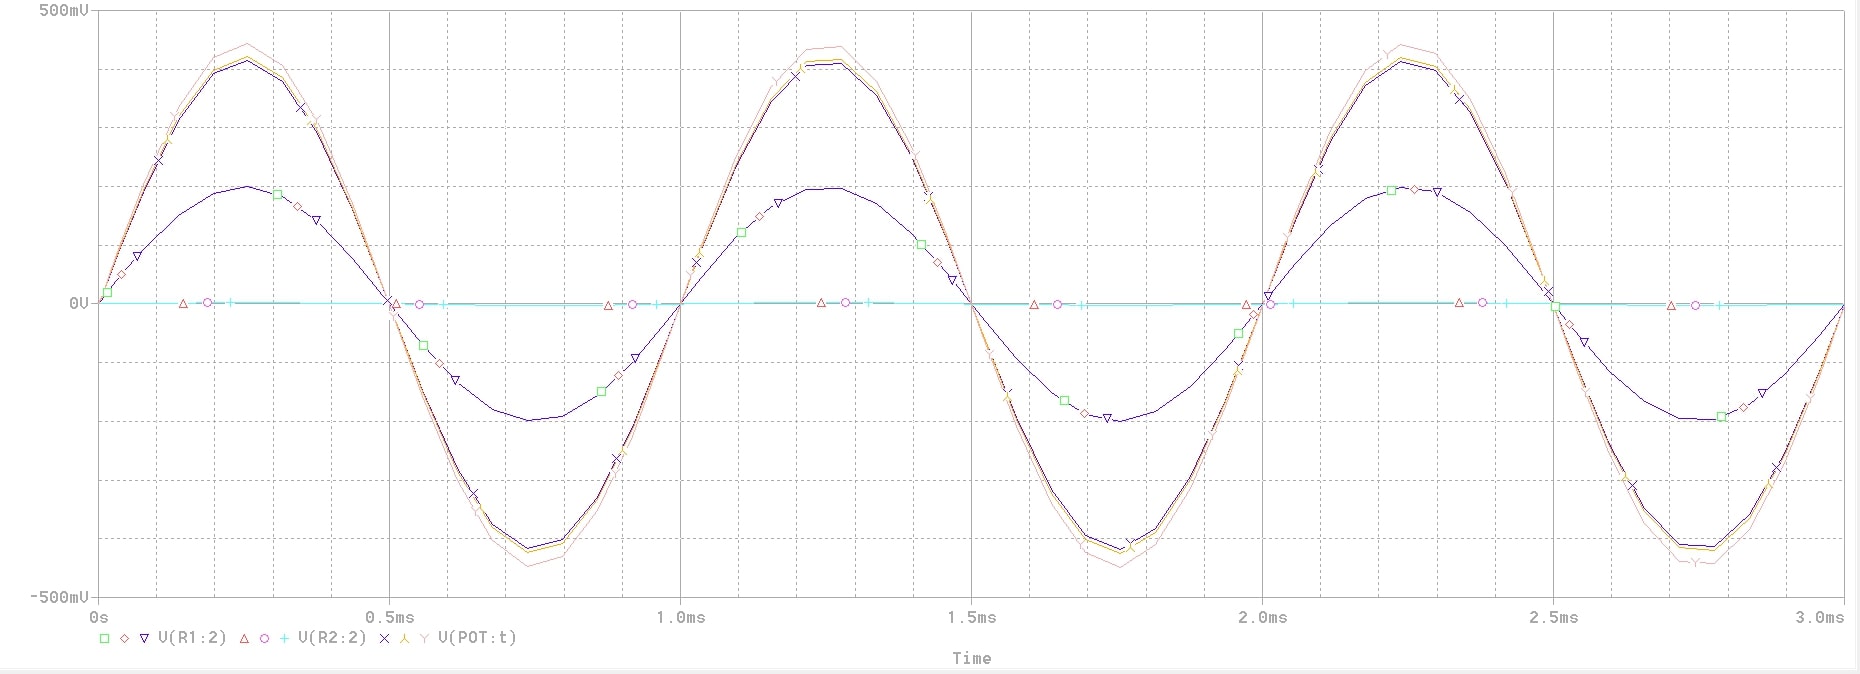 500mV
0V
-500mV
0s 0.5ms 1.0ms 1.5ms 2.0ms 2.5ms 3.0ms
V(R1:2) V(R2:2) V(POT:t)
Time